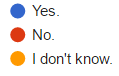 Yes.
No.
I don't know.